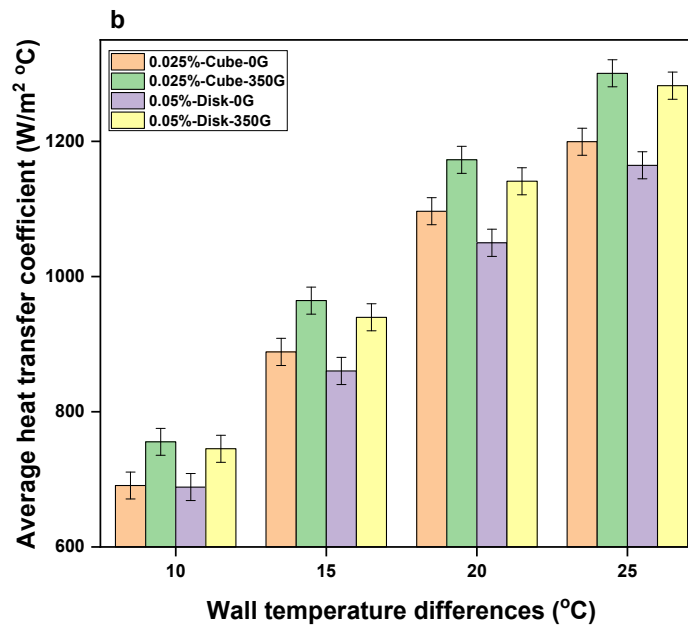 b
0.025%-Cube-0G
0.025%-Cube-350G
0.05%-Disk-0G
0.05%-Disk-350G
Average heat transfer coefficient (W/m² ºC)
1200
1000
800
600
10 15 20 25
Wall temperature differences (ºC)